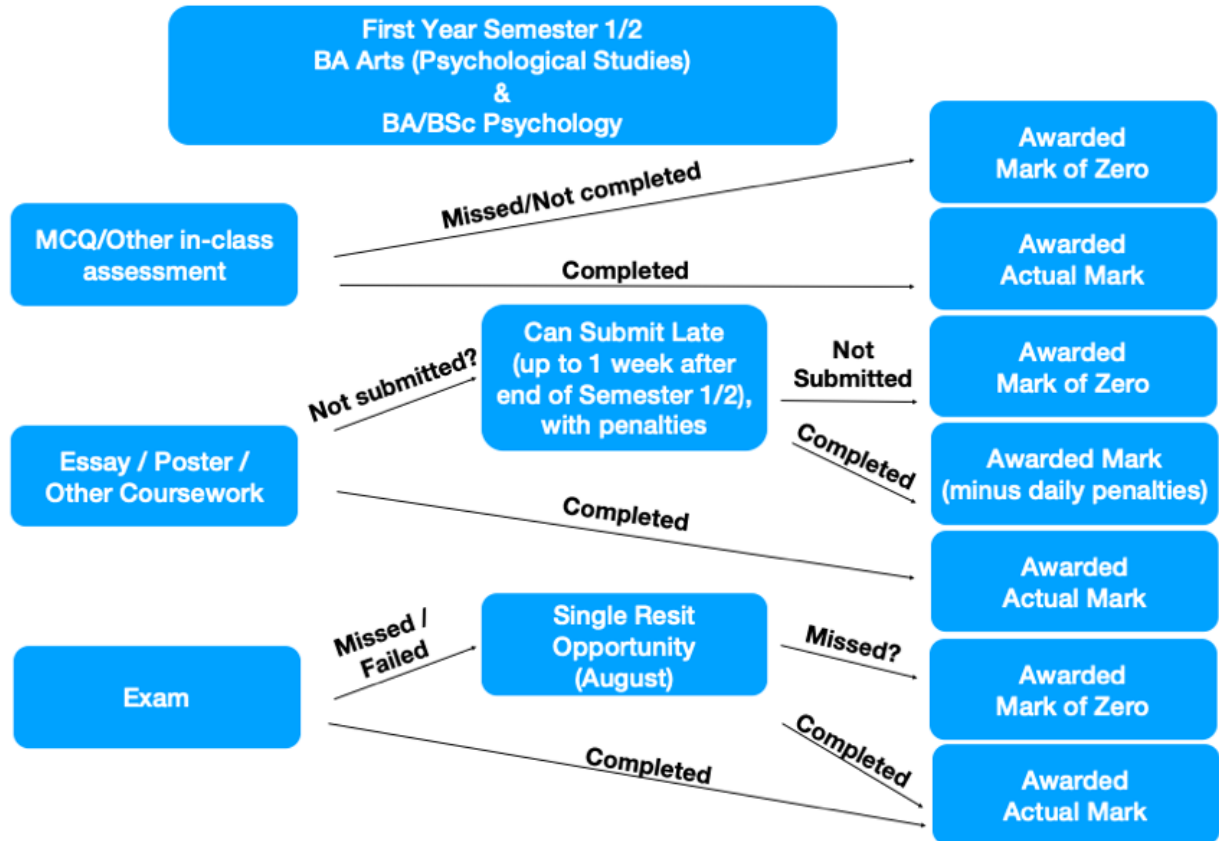 First Year Semester 1/2
BA Arts (Psychological Studies)
&
BA/BSc Psychology
Awarded
Mark of Zero
Missed/Not completed
MCQ/Other in-class
assessment
Completed
Awarded
Actual Mark
Not submitted?
Can Submit Late
(up to 1 week after
end of Semester 1/2),
with penalties
Not
Submitted
Awarded
Mark of Zero
Completed
Awarded Mark
(minus daily penalties)
Essay / Poster /
Other Coursework
Completed
Awarded
Actual Mark
Missed /
Failed
Single Resit
Opportunity
(August)
Missed?
Awarded
Mark of Zero
Exam
Completed
Completed
Awarded
Actual Mark